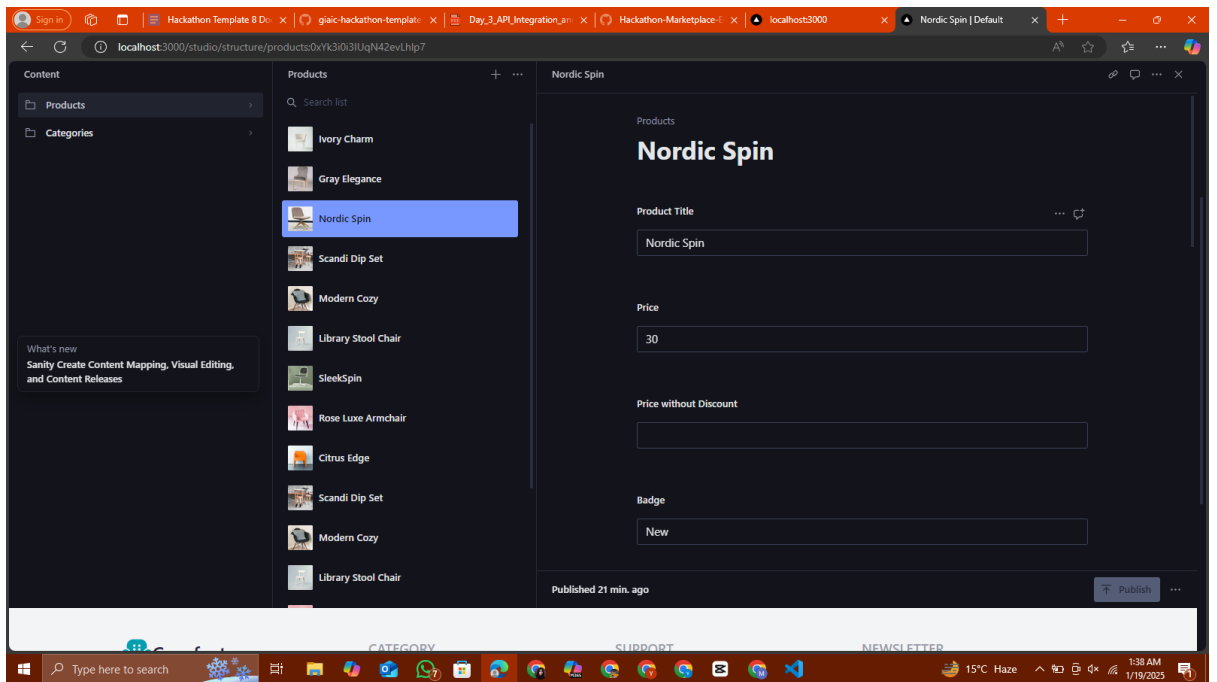 Sign in
Hackathon Template 8 Do
giaic-hackathon-template
Day_3_API_Integration_an
Hackathon-Marketplace-E
localhost:3000
Nordic Spin | Default
localhost:3000/studio/structure/products;0xYk3i0i3IUqN42evLhIp7
Content
Products
Nordic Spin
Products
Categories
Search list
Ivory Charm
Gray Elegance
Nordic Spin
Scandi Dip Set
Modern Cozy
Library Stool Chair
SleekSpin
Rose Luxe Armchair
Citrus Edge
Scandi Dip Set
Modern Cozy
Library Stool Chair
What's new
Sanity Create Content Mapping, Visual Editing,
and Content Releases
Products
Nordic Spin
Product Title
Nordic Spin
Price
30
Price without Discount
Badge
New
Published 21 min. ago
Publish
CATEGORY
SUPPORT
NEWSLETTER
Type here to search
15°C Haze
1:38 AM
1/19/2025